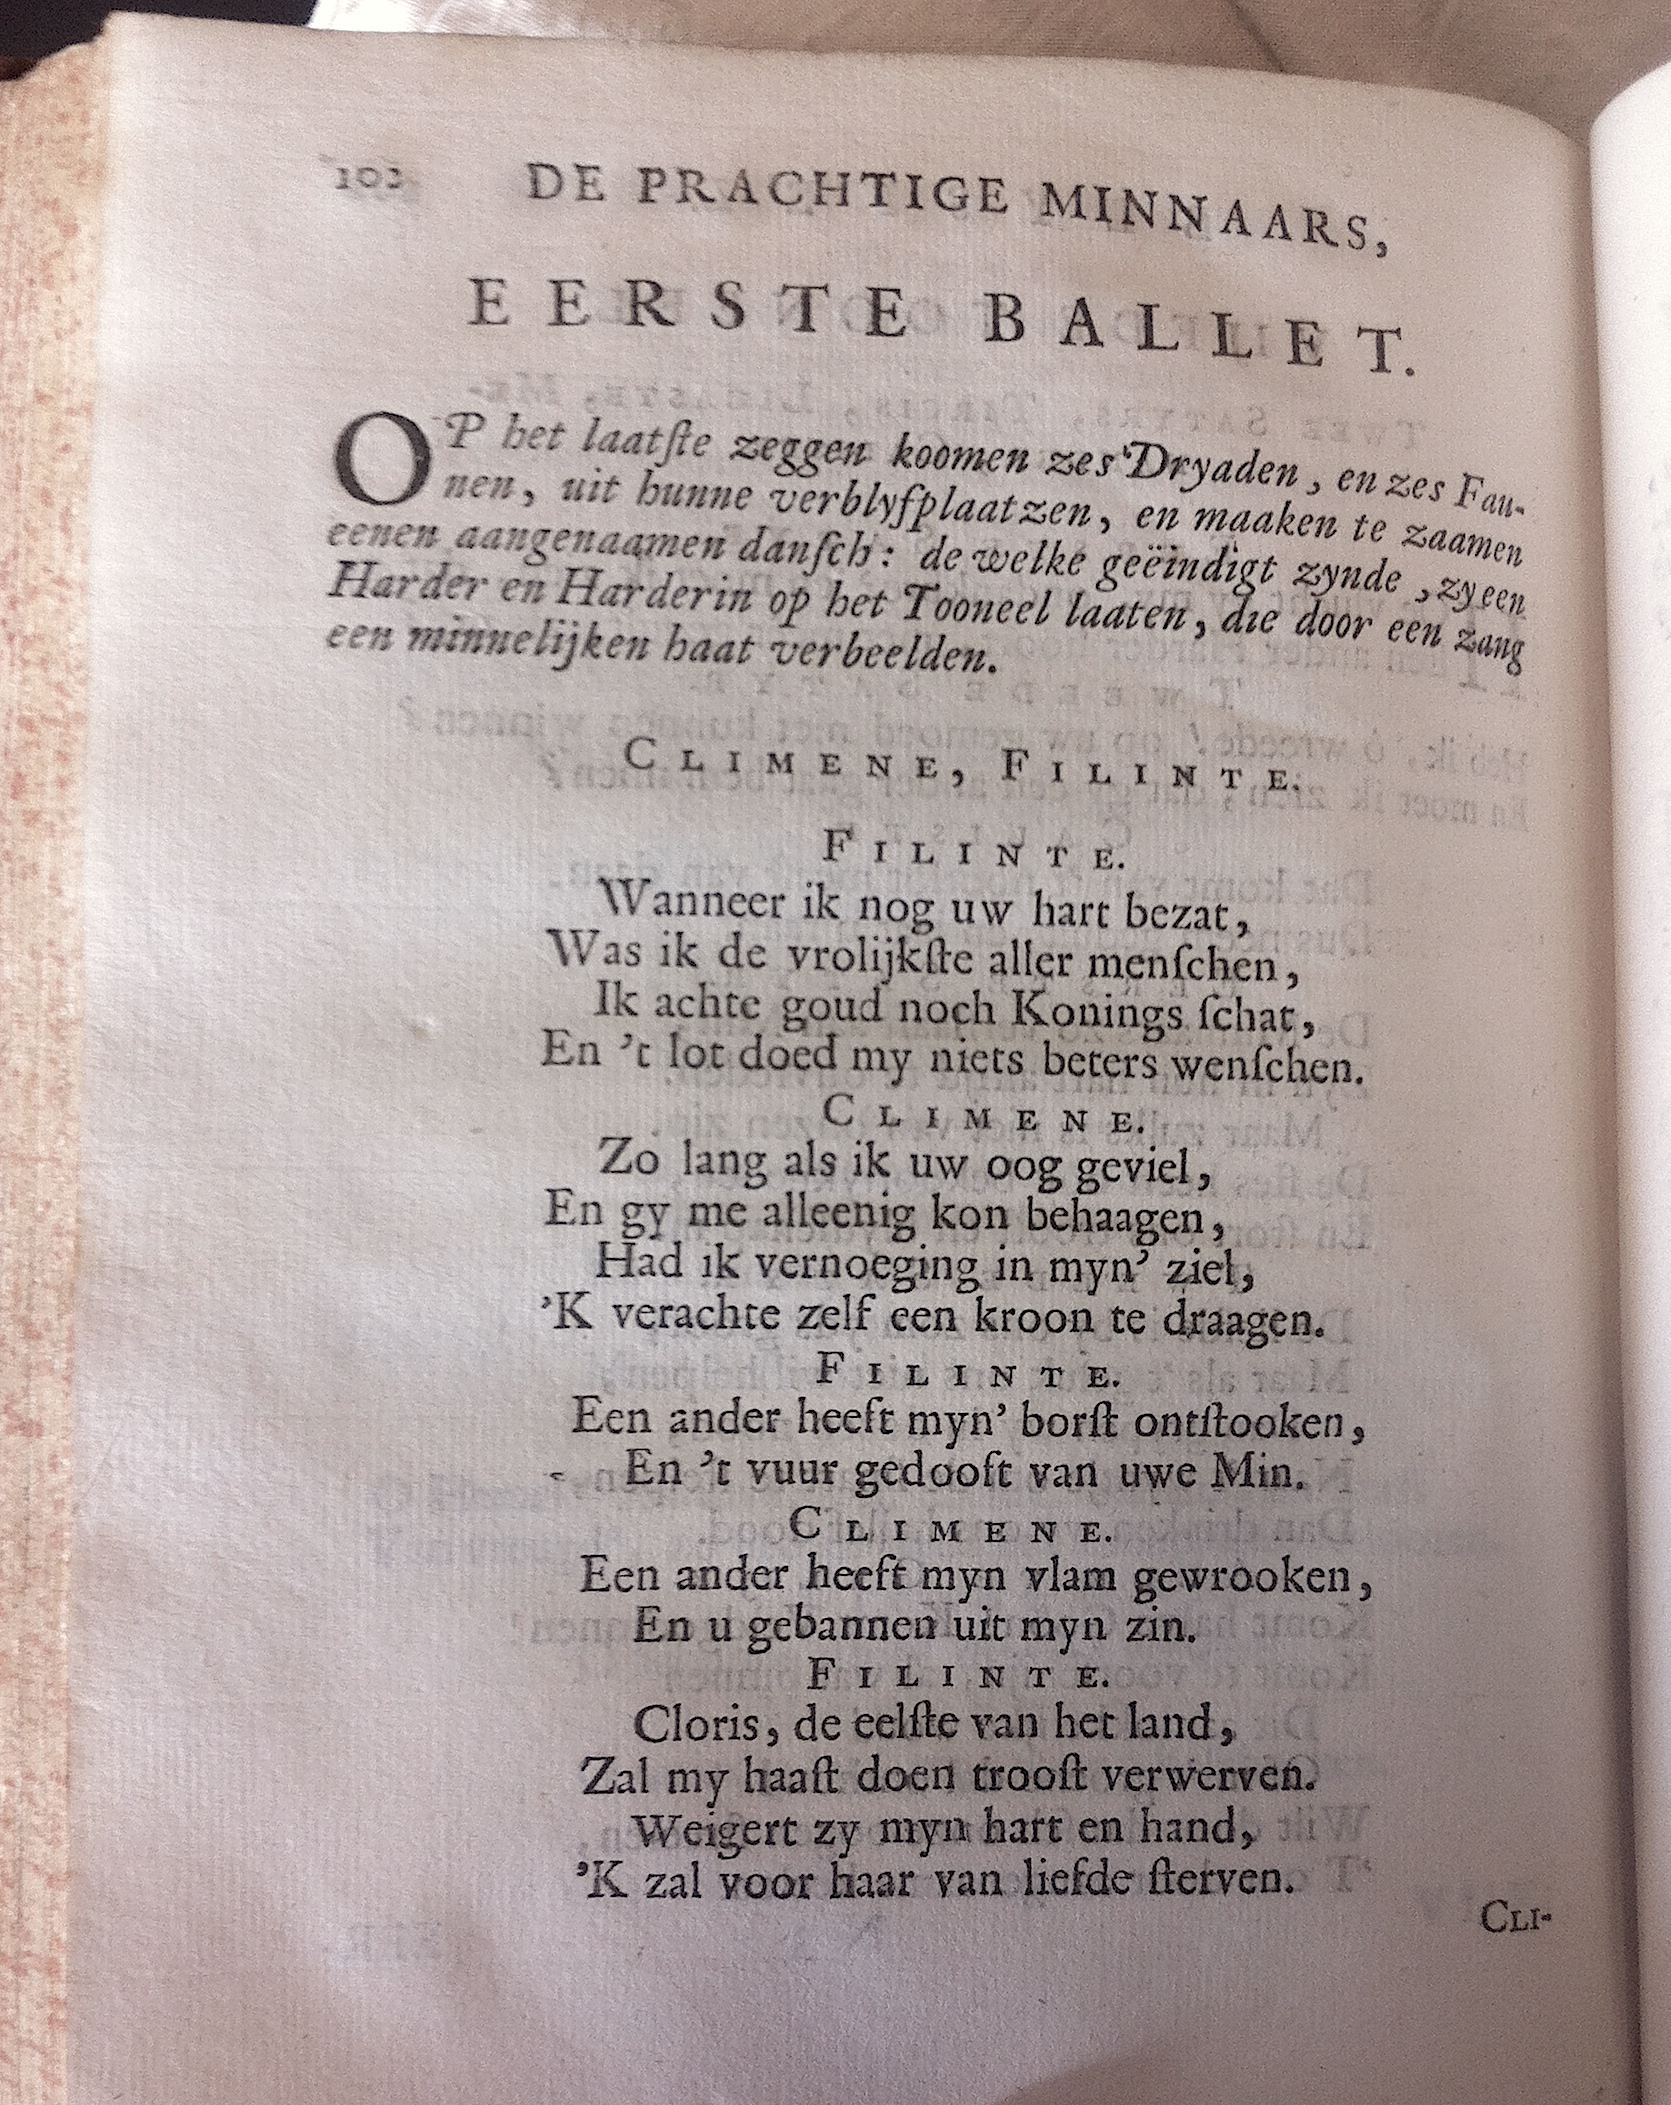 102 DE PRACHTIGE MINNAARS,
EERSTE BALLET.
OP het laatſte zeggen koomen zes Dryaden, en zes Fau-
nen, uit hunne verblyfplaatzen, en maaken te zaamen
eenen aangenaamen danſch: de welke geëindigt zynde, zy een
Harder en Harderin op het Tooneel laaten, die door een zang
een minnelijken haat verbeelden.
CLIMENE, FILINTE.
FILINTE.
Wanneer ik nog uw hart bezat,
Was ik de vrolijkſte aller menſchen,
Ik achte goud noch Konings ſchat,
En 't lot doed my niets beters wenſchen.
CLIMENE.
Zo lang als ik uw oog geviel,
En gy me alleenig kon behaagen,
Had ik vernoeging in myn' ziel,
'K verachte zelf een kroon te draagen.
FILINTE.
Een ander heeft myn' borſt ontſtooken,
En 't vuur gedooft van uwe Min.
CLIMENE.
Een ander heeft myn vlam gewrooken,
En u gebannen uit myn zin.
FILINTE.
Cloris, de eelſte van het land,
Zal my haaſt doen trooſt verwerven.
Weigert zy myn hart en hand,
'K zal voor haar van liefde ſterven.
CLI-